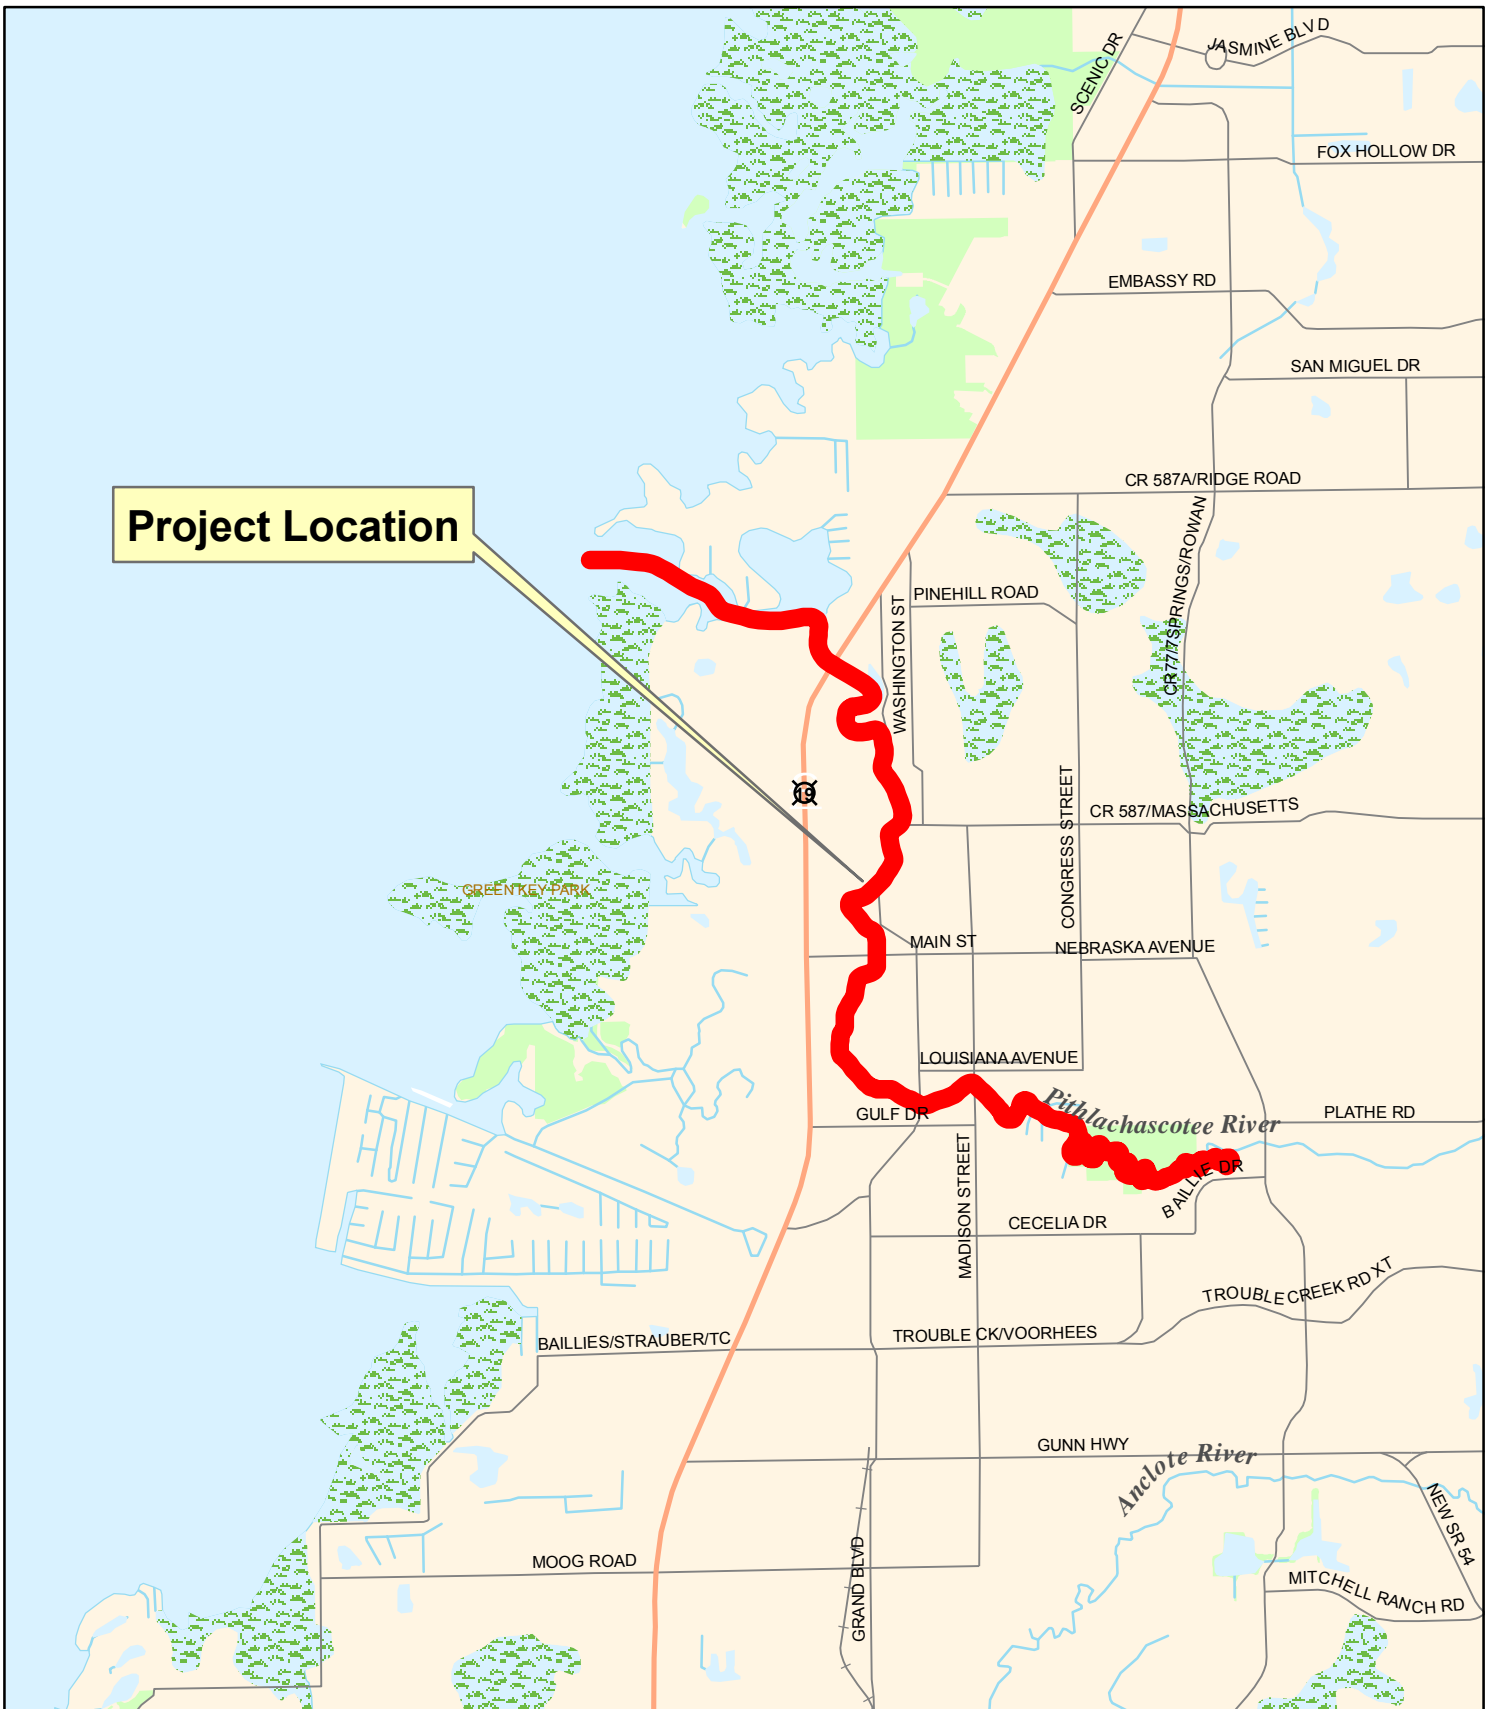 JASMINE BLVD
SCENIC DR
FOX HOLLOW DR
EMBASSY RD
SAN MIGUEL DR
CR 587A/RIDGE ROAD
Project Location
CR77/7SPRINGS/ROWAN
PINEHILL ROAD
WASHINGTON ST
19
CONGRESS STREET
CR 587/MASSACHUSETTS
GREEN KEY PARK
MAIN ST
NEBRASKA AVENUE
LOUISIANA AVENUE
Pithlachascotee River
GULF DR
PLATHE RD
MADISON STREET
BAILLIE DR
CECELIA DR
TROUBLE CREEK RD XT
BAILLIES/STRAUBER/TC
TROUBLE CK/VOORHEES
GUNN HWY
Anclote River
NEW SR 54
MOOG ROAD
GRAND BLVD
MITCHELL RANCH RD